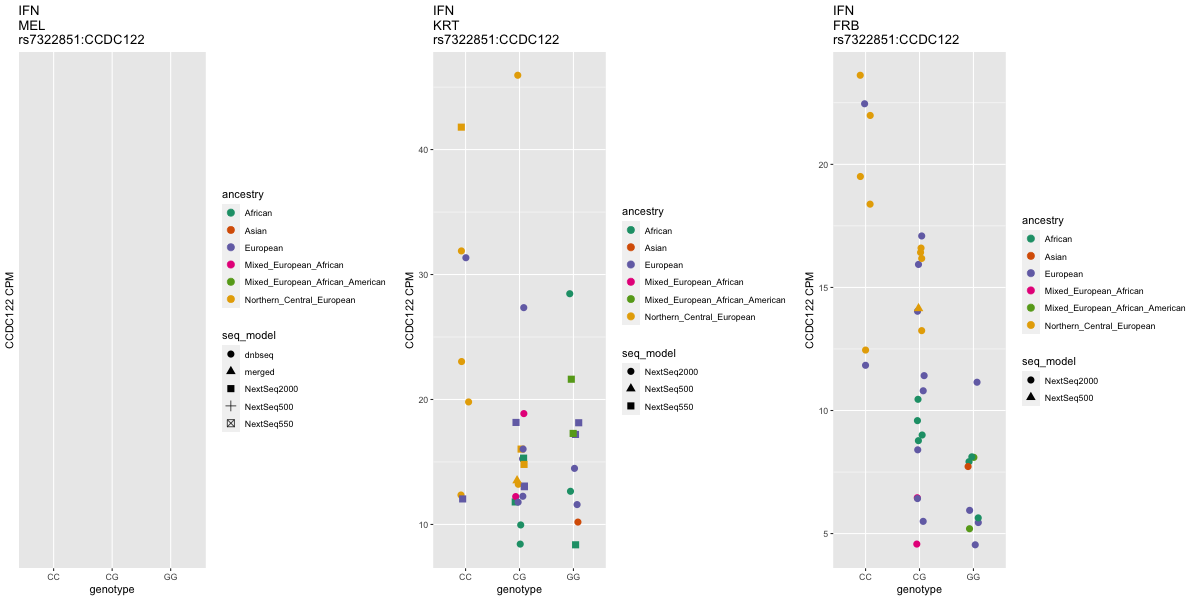 IFN
MEL
rs7322851:CCDC122
CCDC122 CPM
CC
CG
GG
genotype
ancestry
African
Asian
European
Mixed_European_African
Mixed_European_African_American
Northern_Central_European
seq_model
dnbseq
merged
NextSeq2000
NextSeq500
NextSeq550
IFN
KRT
rs7322851:CCDC122
CCDC122 CPM
40
30
20
10
CC
CG
GG
genotype
ancestry
African
Asian
European
Mixed_European_African
Mixed_European_African_American
Northern_Central_European
seq_model
NextSeq2000
NextSeq500
NextSeq550
IFN
FRB
rs7322851:CCDC122
CCDC122 CPM
20
15
10
5
CC
CG
GG
genotype
ancestry
African
Asian
European
Mixed_European_African
Mixed_European_African_American
Northern_Central_European
seq_model
NextSeq2000
NextSeq500